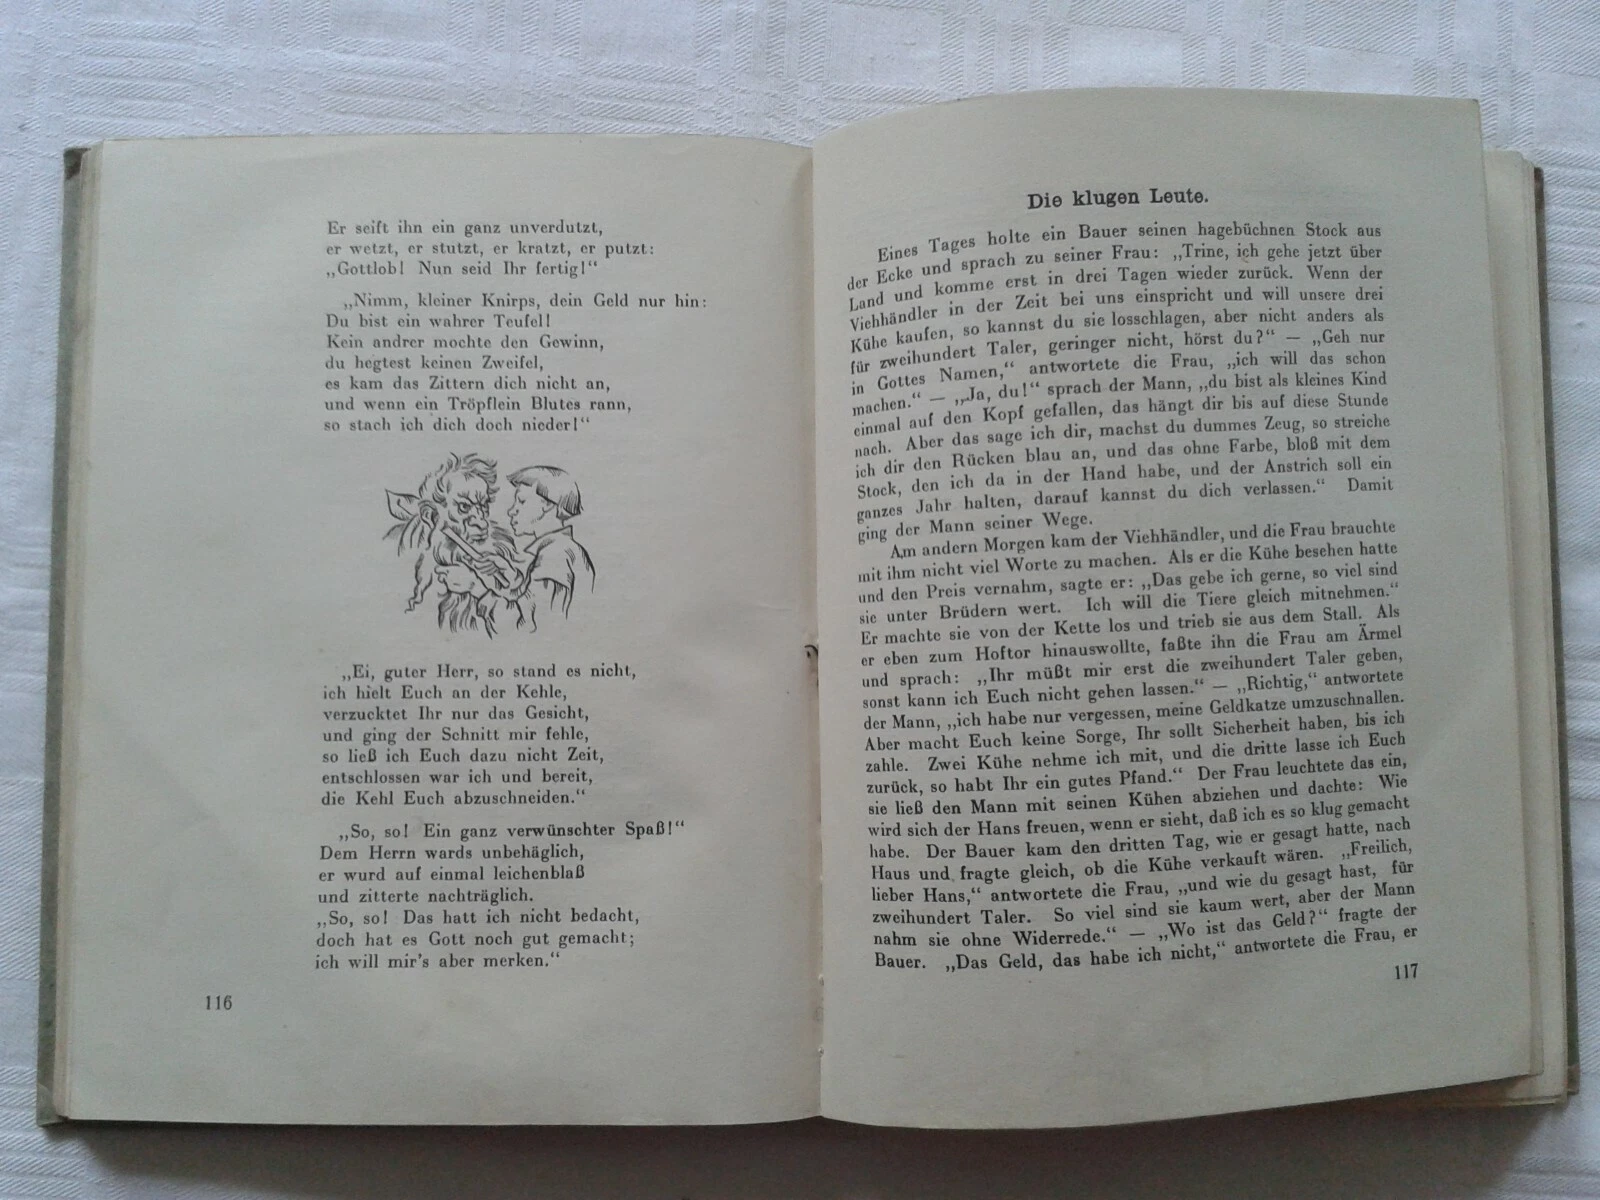 Er seift ihn ein ganz unverdutzt,
er wetzt, er stutzt, er kratzt, er putzt:
„Gottlob! Nun seid Ihr fertig!“
„Nimm, kleiner Knirps, dein Geld nur hin:
Du bist ein wahrer Teufel!
Kein andrer mochte den Gewinn,
du hegtest keinen Zweifel,
es kam das Zittern dich nicht an,
und wenn ein Tröpflein Blutes rann,
so stach ich dich doch nieder!“
„Ei, guter Herr, so stand es nicht,
ich hielt Euch an der Kehle,
verzucktet Ihr nur das Gesicht,
und ging der Schnitt mir fehle,
so ließ ich Euch dazu nicht Zeit,
entschlossen war ich und bereit,
die Kehl Euch abzuschneiden.“
„So, so! Ein ganz verwünschter Spaß!“
Dem Herrn wards unbehäglich,
er wurd auf einmal leichenblaß
und zitterte nachträglich.
„So, so! Das hatt ich nicht bedacht,
doch hat es Gott noch gut gemacht;
ich will mir's aber merken.“
116
Die klugen Leute.
Eines Tages holte ein Bauer seinen hagebüchnen Stock aus
der Ecke und sprach zu seiner Frau: „Trine, ich gehe jetzt über
Land und komme erst in drei Tagen wieder zurück. Wenn der
Viehhändler in der Zeit bei uns einspricht und will unsere drei
Kühe kaufen, so kannst du sie losschlagen, aber nicht anders als
für zweihundert Taler, geringer nicht, hörst du?“ — „Geh nur
in Gottes Namen,“ antwortete die Frau, „ich will das schon
machen.“ — „Ja, du!“ sprach der Mann, „du bist als kleines Kind
einmal auf den Kopf gefallen, das hängt dir bis auf diese Stunde
nach. Aber das sage ich dir, machst du dummes Zeug, so streiche
ich dir den Rücken blau an, und das ohne Farbe, bloß mit dem
Stock, den ich da in der Hand habe, und der Anstrich soll ein
ganzes Jahr halten, darauf kannst du dich verlassen.“ Damit
ging der Mann seiner Wege.
Am andern Morgen kam der Viehhändler, und die Frau brauchte
mit ihm nicht viel Worte zu machen. Als er die Kühe besehen hatte
und den Preis vernahm, sagte er: „Das gebe ich gerne, so viel sind
sie unter Brüdern wert. Ich will die Tiere gleich mitnehmen.“
Er machte sie von der Kette los und trieb sie aus dem Stall. Als
er eben zum Hoftor hinauswollte, faßte ihn die Frau am Ärmel
und sprach: „Ihr müßt mir erst die zweihundert Taler geben,
sonst kann ich Euch nicht gehen lassen.“ — „Richtig,“ antwortete
der Mann, „ich habe nur vergessen, meine Geldkatze umzuschnallen.
Aber macht Euch keine Sorge, Ihr sollt Sicherheit haben, bis ich
zahle. Zwei Kühe nehme ich mit, und die dritte lasse ich Euch
zurück, so habt Ihr ein gutes Pfand.“ Der Frau leuchtete das ein,
sie ließ den Mann mit seinen Kühen abziehen und dachte: Wie
wird sich der Hans freuen, wenn er sieht, daß ich es so klug gemacht
habe. Der Bauer kam den dritten Tag, wie er gesagt hatte, nach
Haus und fragte gleich, ob die Kühe verkauft wären. „Freilich,
lieber Hans,“ antwortete die Frau, „und wie du gesagt hast, für
zweihundert Taler. So viel sind sie kaum wert, aber der Mann
nahm sie ohne Widerrede.“ — „Wo ist das Geld?“ fragte der
Bauer. „Das Geld, das habe ich nicht,“ antwortete die Frau, er
117